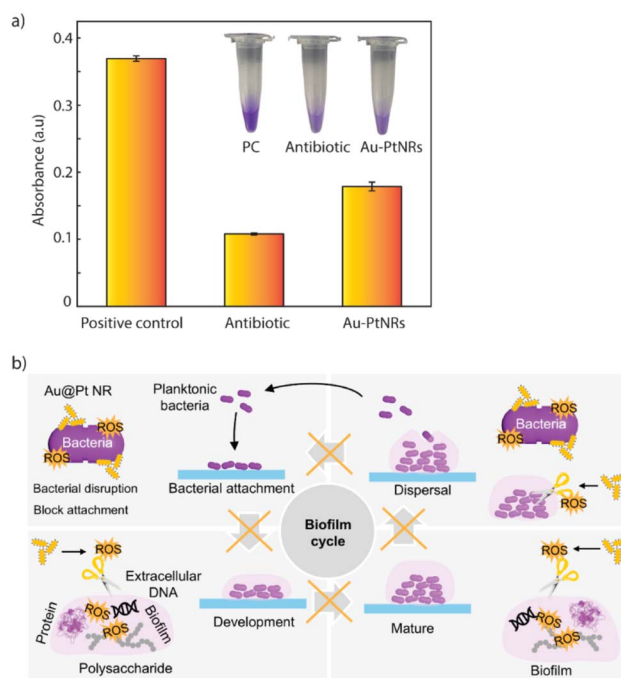 a)
0.4
0.3
0.2
0.1
0
Absorbance (a.u)
PC
Antibiotic
Au-PtNRs
Positive control
Antibiotic
Au-PtNRs
b)
Au@Pt NR
ROS
Bacteria
ROS
Bacterial disruption
Block attachment
Planktonic
bacteria
Bacterial attachment
Dispersal
ROS
Bacteria
ROS
ROS
Biofilm
cycle
ROS
Extracellular
DNA
Protein
ROS
Biofilm
ROS
Polysaccharide
Development
Mature
ROS
ROS
ROS
Biofilm